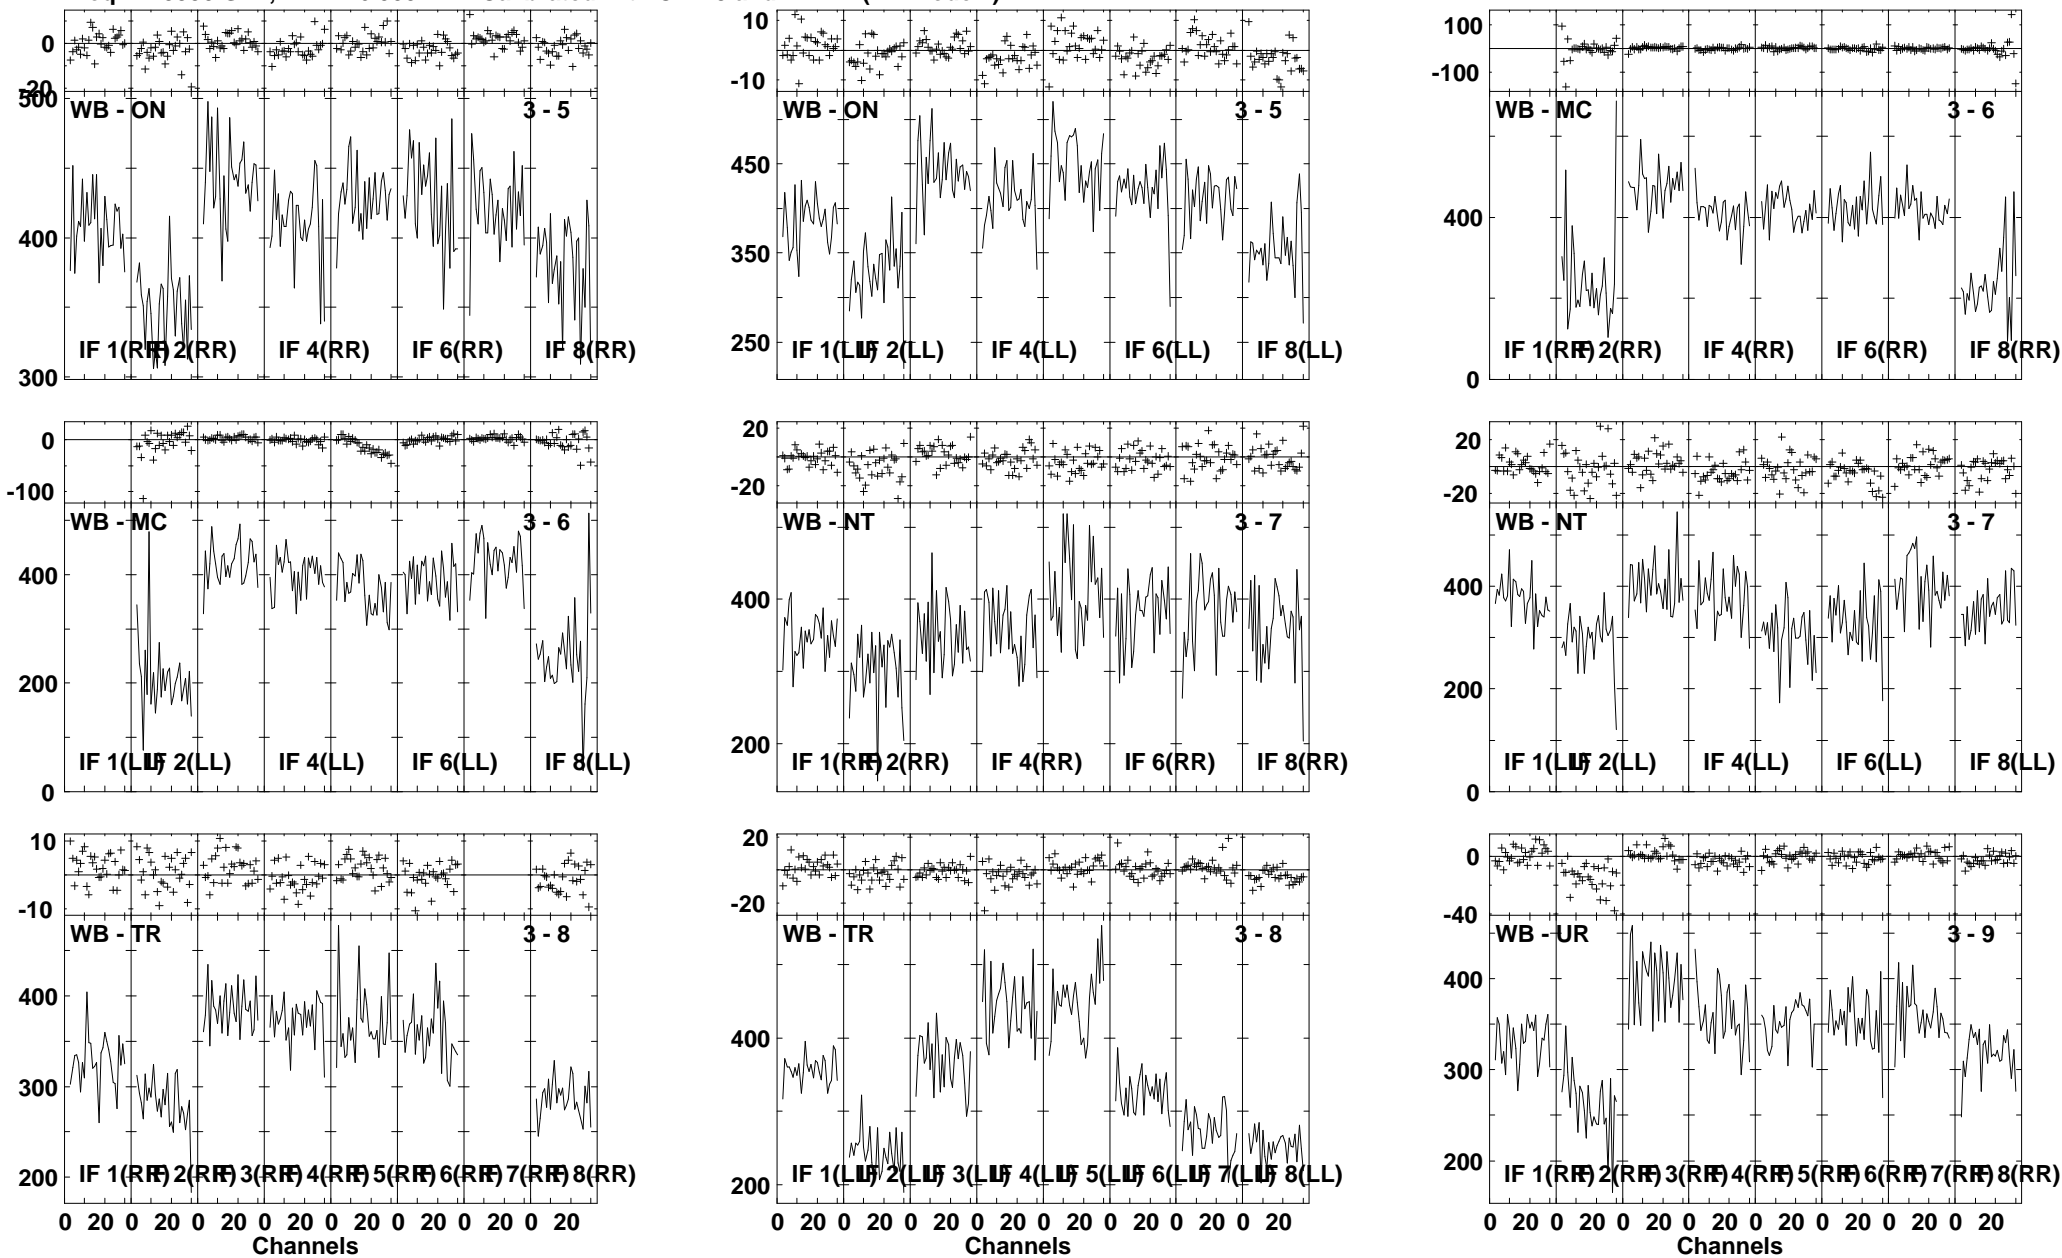 0 10 100
-20 -10 -100
500 WB - ON 3 - 5 WB - ON 3 - 5 WB - MC 3 - 6
450
400 400
350
IF 1(RR) IF 2(RR) IF 4(RR) IF 6(RR) IF 8(RR) 250 IF 1(LL) IF 2(LL) IF 4(LL) IF 6(LL) IF 8(LL) IF 1(RR) IF 2(RR) IF 4(RR) IF 6(RR) IF 8(RR)
300 0
0 20 20
-100 -20 -20
WB - MC 3 - 6 WB - NT 3 - 7 WB - NT 3 - 7
400 400 400
200 200
IF 1(LL) IF 2(LL) IF 4(LL) IF 6(LL) IF 8(LL) 200 IF 1(RR) IF 2(RR) IF 4(RR) IF 6(RR) IF 8(RR) IF 1(LL) IF 2(LL) IF 4(LL) IF 6(LL) IF 8(LL)
0 0
10 20 0
-10 -20 -40
WB - TR 3 - 8 WB - TR 3 - 8 WB - UR 3 - 9
400 400 400
300 300
200 IF 1(RR) IF 2(RR) IF 3(RR) IF 4(RR) IF 5(RR) IF 6(RR) IF 7(RR) IF 8(RR) 200 IF 1(LL) IF 2(LL) IF 3(LL) IF 4(LL) IF 5(LL) IF 6(LL) IF 7(LL) IF 8(LL) 200 IF 1(RR) IF 2(RR) IF 3(RR) IF 4(RR) IF 5(RR) IF 6(RR) IF 7(RR) IF 8(RR)
0 20 0 20 0 20 0 20 0 20 0 20 0 20 0 20 0 20 0 20 0 20 0 20 0 20 0 20 0 20 0 20 0 20 0 20 0 20 0 20 0 20 0 20 0 20 0 20
Channels Channels Channels